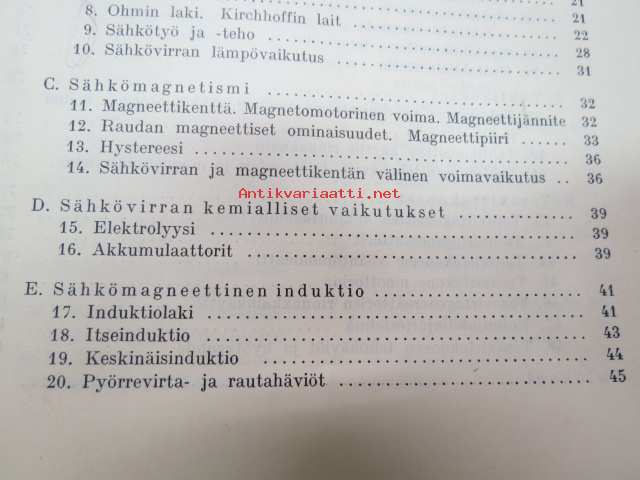 21
8. Ohmin laki. Kirchhoffin lait ........ 21
9. Sähkötyö ja -teho ........ 22
10. Sähkövirran lämpövaikutus ........ 28
31
C. Sähkömagnetismi ........ 32
11. Magneettikenttä. Magnetomotorinen voima. Magneettijännite 32
12. Raudan magneettiset ominaisuudet. Magneettipiiri ........ 33
13. Hystereesi ........ 36
14. Sähkövirran ja magneettikentän välinen voimavaikutus .. 36
Antikvariaatti.net
D. Sähkövirran kemialliset vaikutukset ........ 39
15. Elektrolyysi ........ 39
16. Akkumulaattorit ........ 39
E. Sähkömagneettinen induktio ........ 41
17. Induktiolaki ........ 41
18. Itseinduktio ........ 43
19. Keskinäisinduktio ........ 44
20. Pyörrevirta- ja rautahäviöt ........ 45